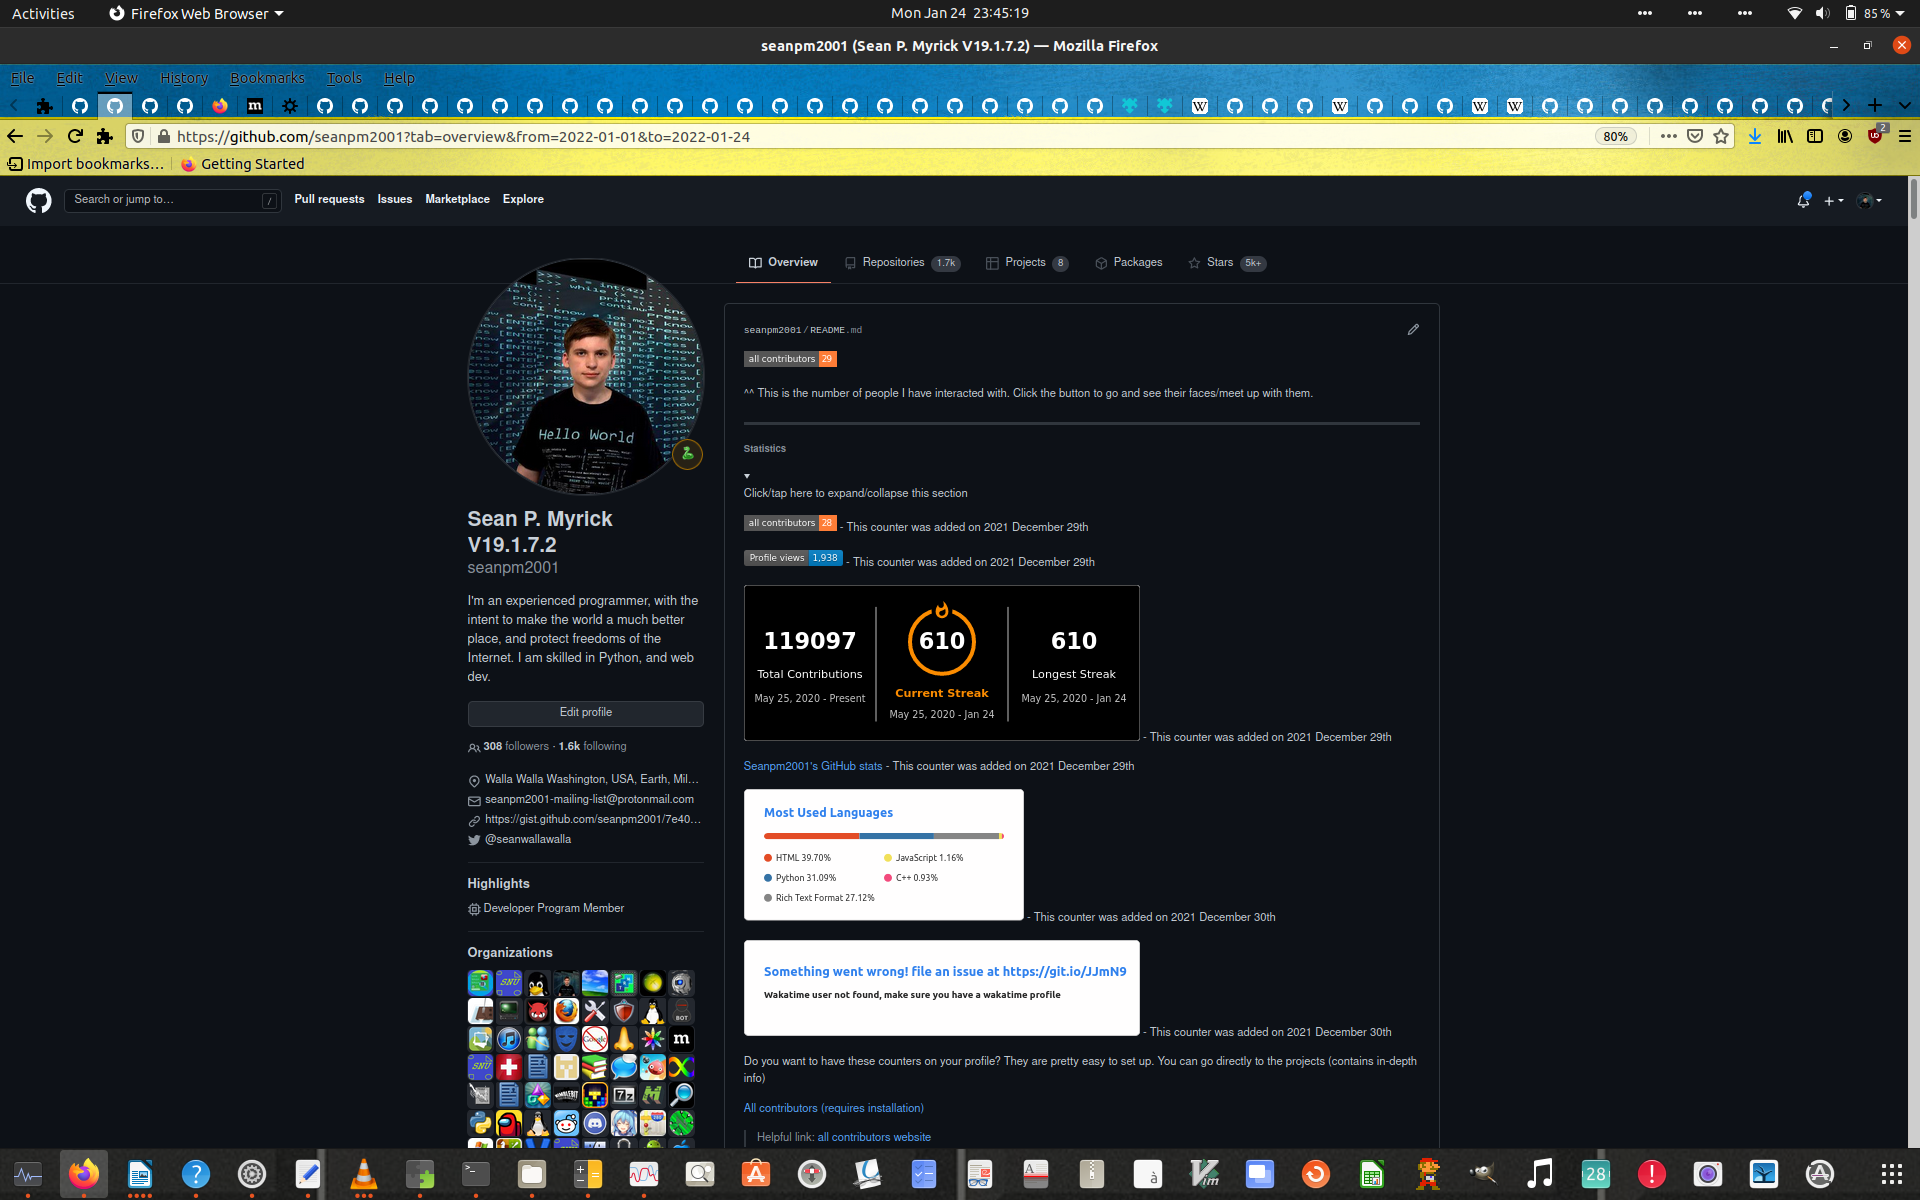 Activities
Firefox Web Browser
Mon Jan 24 23:45:19
85 %
seanpm2001 (Sean P. Myrick V19.1.7.2) — Mozilla Firefox
File Edit View History Bookmarks Tools Help
https://github.com/seanpm2001?tab=overview&from=2022-01-01&to=2022-01-24
80%
2
Import bookmarks…
Getting Started
Search or jump to…
/
Pull requests Issues Marketplace Explore
Overview
Repositories 1.7k
Projects 8
Packages
Stars 5k+
Hello World
Sean P. Myrick
V19.1.7.2
seanpm2001
I'm an experienced programmer, with the
intent to make the world a much better
place, and protect freedoms of the
Internet. I am skilled in Python, and web
dev.
Edit profile
308 followers · 1.6k following
Walla Walla Washington, USA, Earth, Mil…
seanpm2001-mailing-list@protonmail.com
https://gist.github.com/seanpm2001/7e40…
@seanwallawalla
Highlights
Developer Program Member
Organizations
seanpm2001/README.md
all contributors 29
^^ This is the number of people I have interacted with. Click the button to go and see their faces/meet up with them.
Statistics
Click/tap here to expand/collapse this section
all contributors 28 - This counter was added on 2021 December 29th
Profile views 1,938 - This counter was added on 2021 December 29th
119097
Total Contributions
May 25, 2020 - Present
610
Current Streak
May 25, 2020 - Jan 24
610
Longest Streak
May 25, 2020 - Jan 24
- This counter was added on 2021 December 29th
Seanpm2001's GitHub stats - This counter was added on 2021 December 29th
Most Used Languages
HTML 39.70%
JavaScript 1.16%
Python 31.09%
C++ 0.93%
Rich Text Format 27.12%
- This counter was added on 2021 December 30th
Something went wrong! file an issue at https://git.io/JJmN9
Wakatime user not found, make sure you have a wakatime profile
- This counter was added on 2021 December 30th
Do you want to have these counters on your profile? They are pretty easy to set up. You can go directly to the projects (contains in-depth
info)
All contributors (requires installation)
Helpful link: all contributors website
28